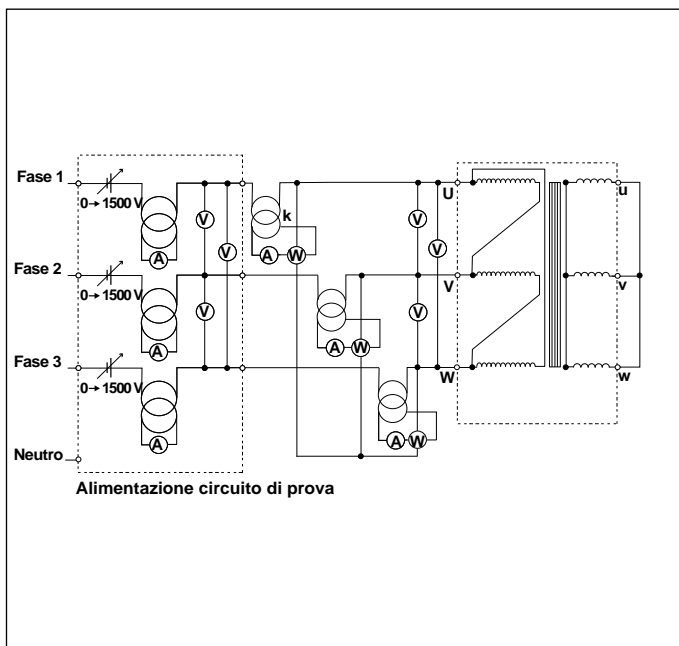 Fase 1
0→1500 V
A
V
V
k
A
W
V
V
U
u
Fase 2
0→1500 V
A
V
A
W
V
V
v
Fase 3
0→1500 V
A
A
W
W
w
Neutro
Alimentazione circuito di prova